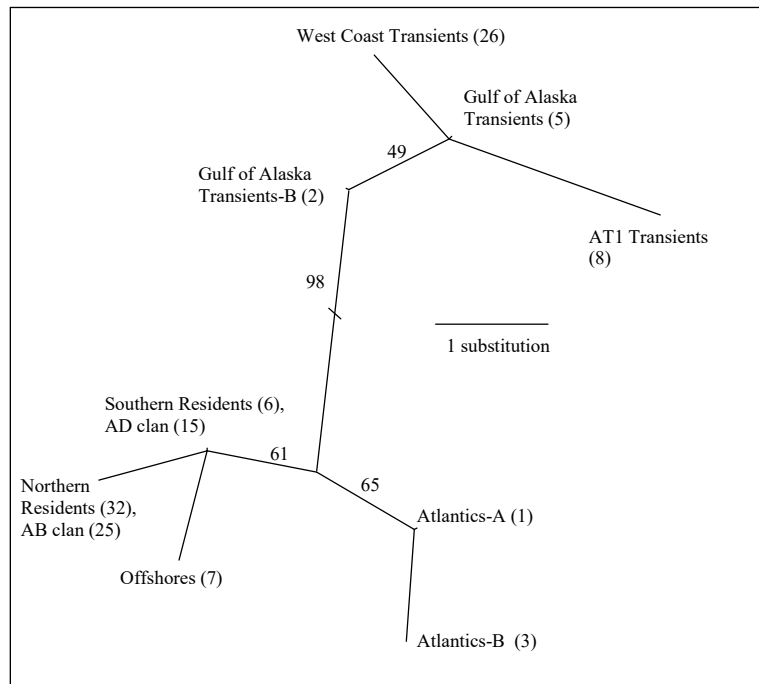 West Coast Transients (26)
Gulf of Alaska
Transients (5)
49
Gulf of Alaska
Transients-B (2)
AT1 Transients
(8)
98
1 substitution
Southern Residents (6),
AD clan (15)
61
65
Northern
Residents (32),
AB clan (25)
Atlantics-A (1)
Offshores (7)
Atlantics-B (3)